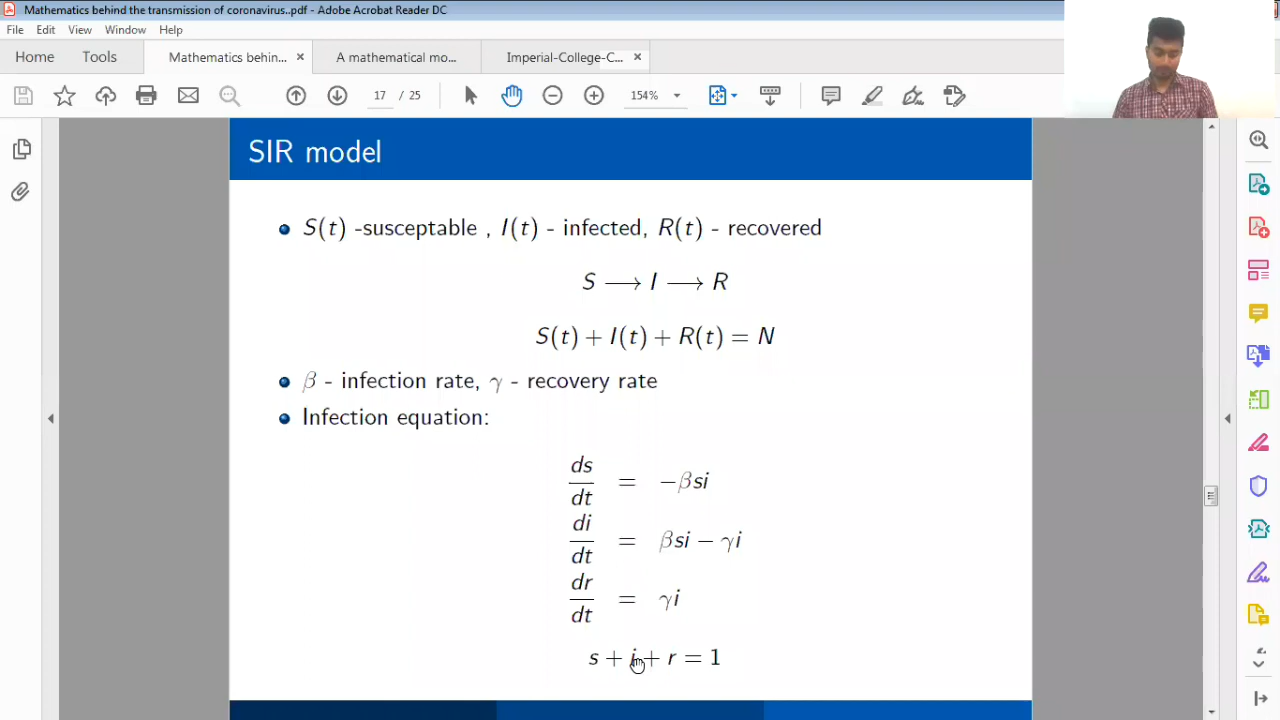 Mathematics behind the transmission of coronavirus..pdf - Adobe Acrobat Reader DC
File Edit View Window Help
Home Tools Mathematics behin... × A mathematical mo... Imperial-College-C... ×
17 / 25 154%
SIR model
S(t) -susceptable , I(t) - infected, R(t) - recovered
S ⟶ I ⟶ R
S(t) + I(t) + R(t) = N
β - infection rate, γ - recovery rate
Infection equation:
ds/dt = −βsi
di/dt = βsi − γi
dr/dt = γi
s + i + r = 1